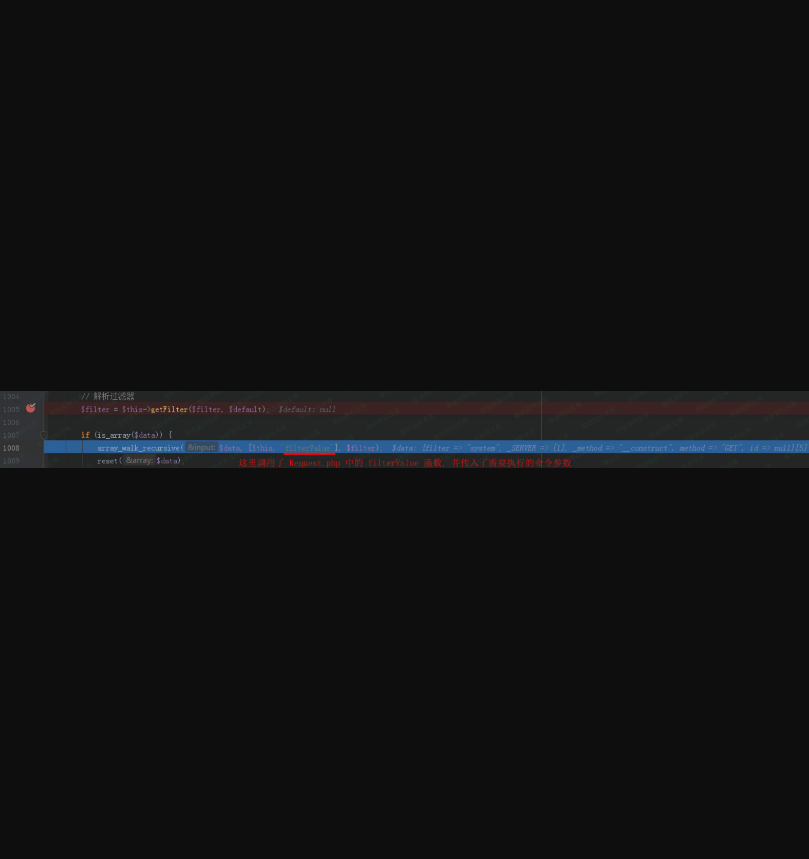 1004 // 解析过滤器
1005 $filter = $this->getFilter($filter, $default); $default: null
1006
1007 if (is_array($data)) {
1008 array_walk_recursive( &input: $data, [$this, 'filterValue'], $filter); $data: {filter => "system", _SERVER => [1], _method => "__construct", method => "GET", id => null}[5]
1009 reset( &array: $data)
这里调用了 Request.php 中的 filterValue 函数，并传入了需要执行的命令参数